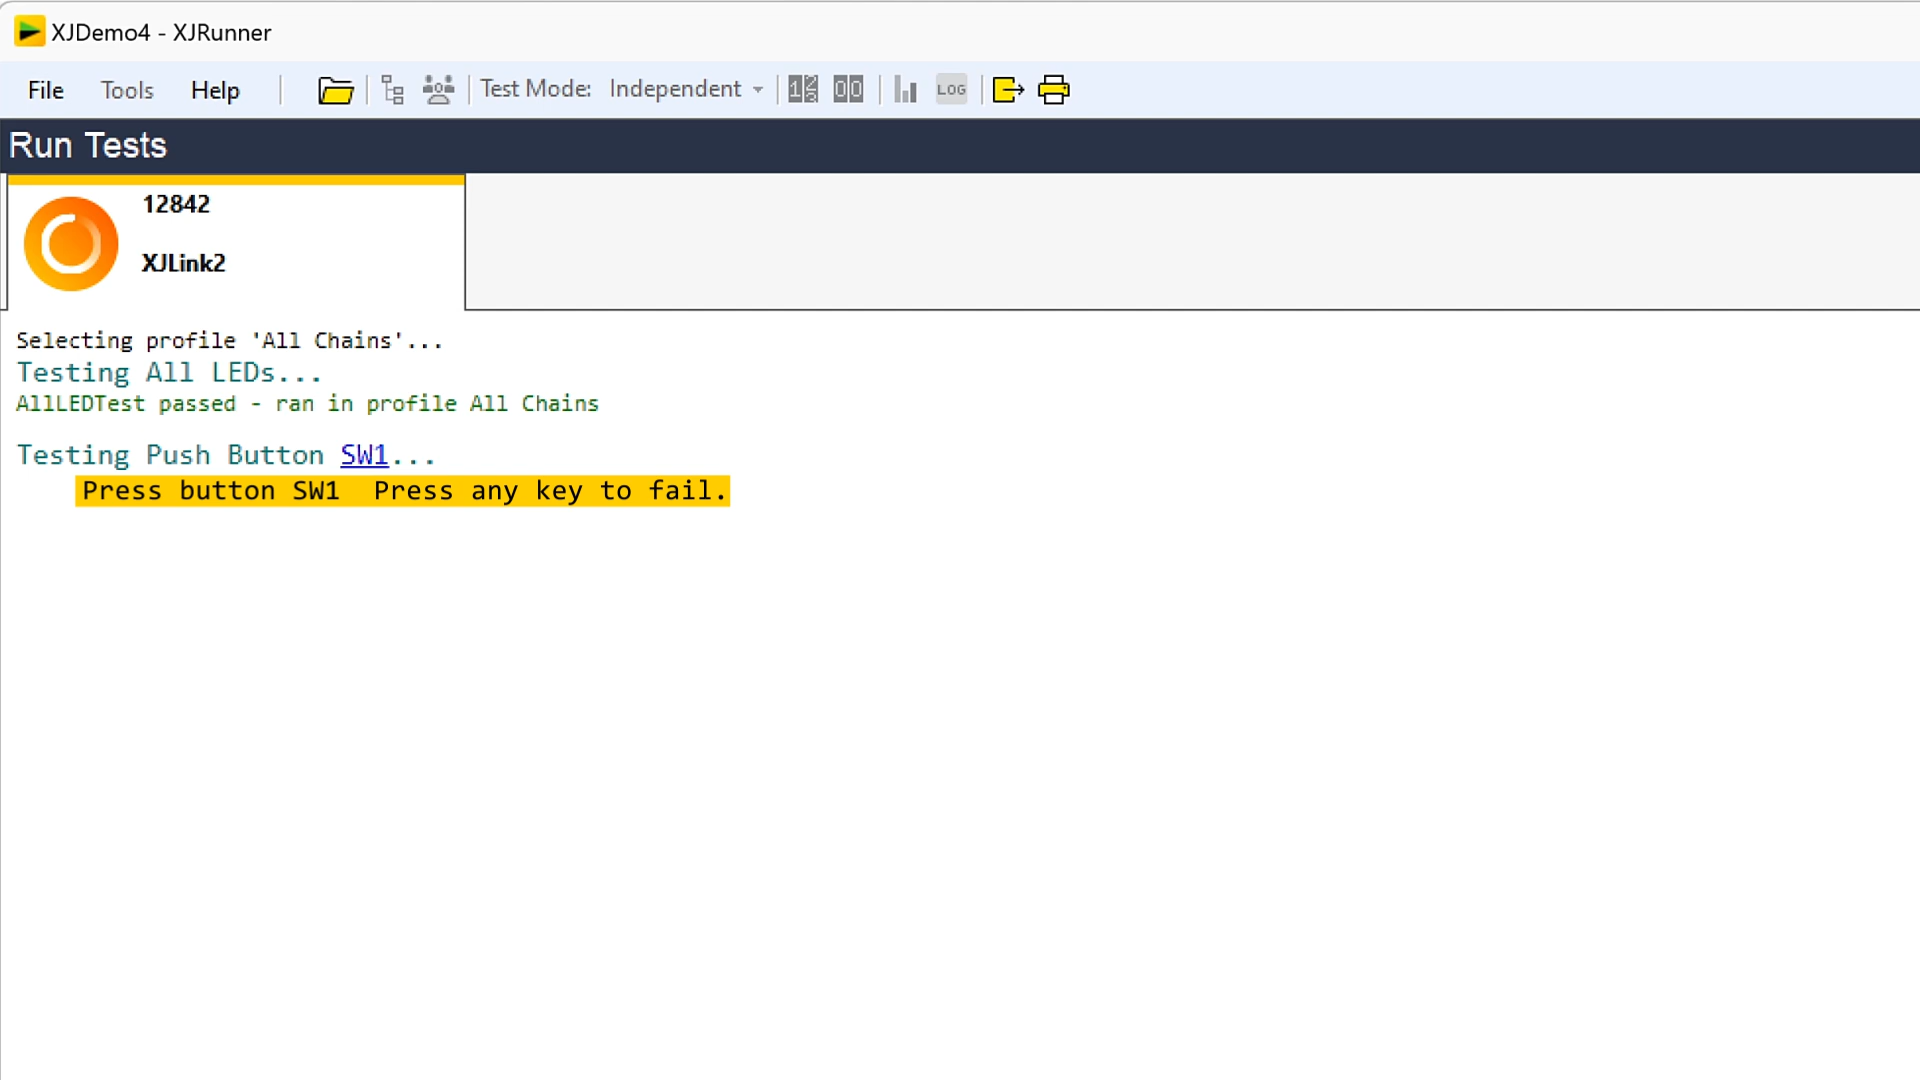 XJDemo4 - XJRunner
File Tools Help Test Mode: Independent LOG
Run Tests
12842
XJLink2
Selecting profile 'All Chains'...
Testing All LEDs...
AllLEDTest passed - ran in profile All Chains
Testing Push Button SW1...
Press button SW1  Press any key to fail.